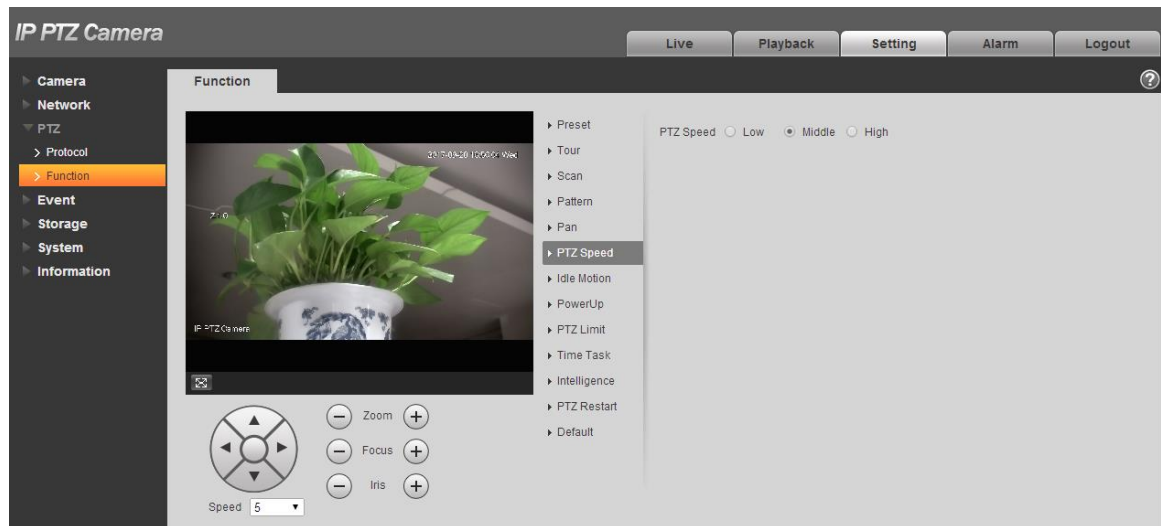 IP PTZ Camera
Live
Playback
Setting
Alarm
Logout
Camera
Network
PTZ
Protocol
Function
Event
Storage
System
Information
Function
?
Wed
IP PTZ Camera
Zoom
Focus
Iris
Speed 5
Preset
Tour
Scan
Pattern
Pan
PTZ Speed
Idle Motion
PowerUp
PTZ Limit
Time Task
Intelligence
PTZ Restart
Default
PTZ Speed Low Middle High